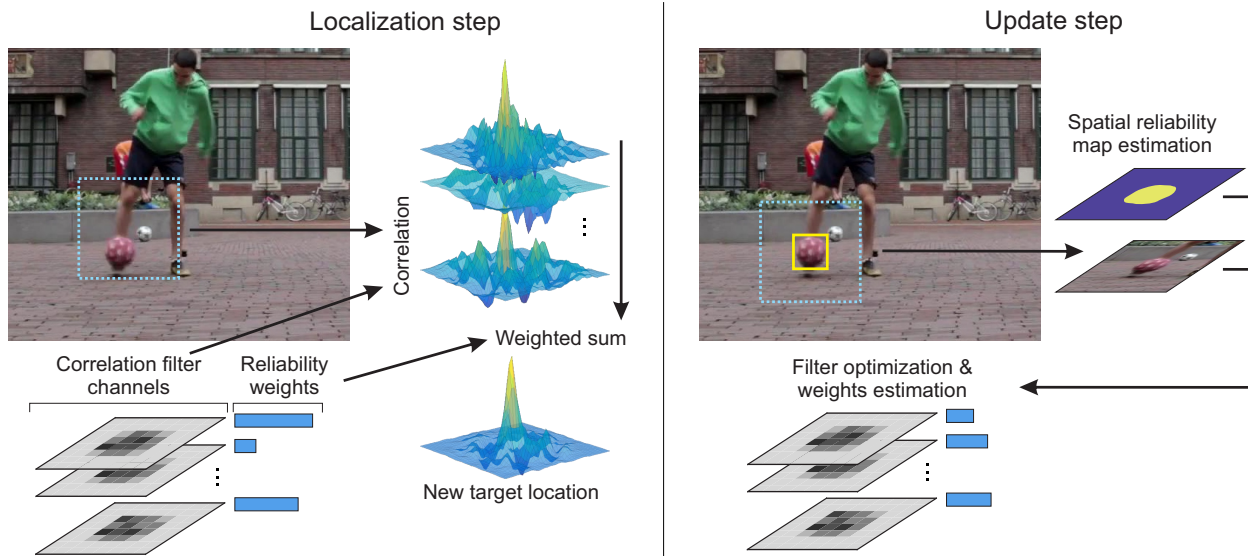 Localization step
Correlation
Weighted sum
Correlation filter
channels
Reliability
weights
New target location
Update step
Spatial reliability
map estimation
Filter optimization &
weights estimation